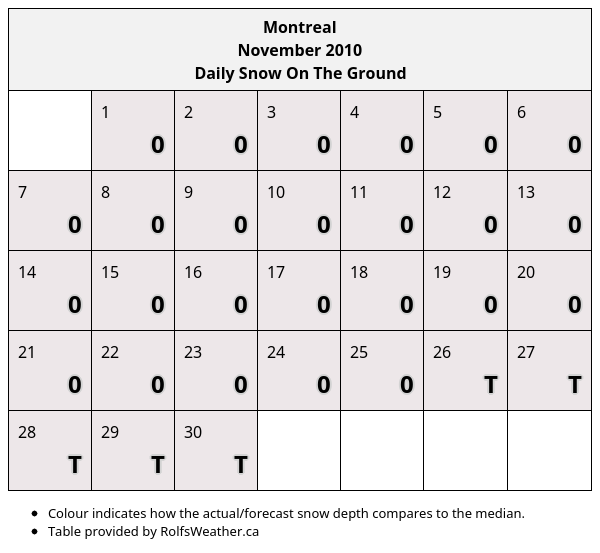 Montreal
November 2010
Daily Snow On The Ground
1 2 3 4 5 6
0 0 0 0 0 0
7 8 9 10 11 12 13
0 0 0 0 0 0 0
14 15 16 17 18 19 20
0 0 0 0 0 0 0
21 22 23 24 25 26 27
0 0 0 0 0 T T
28 29 30
T T T
• Colour indicates how the actual/forecast snow depth compares to the median.
• Table provided by RolfsWeather.ca